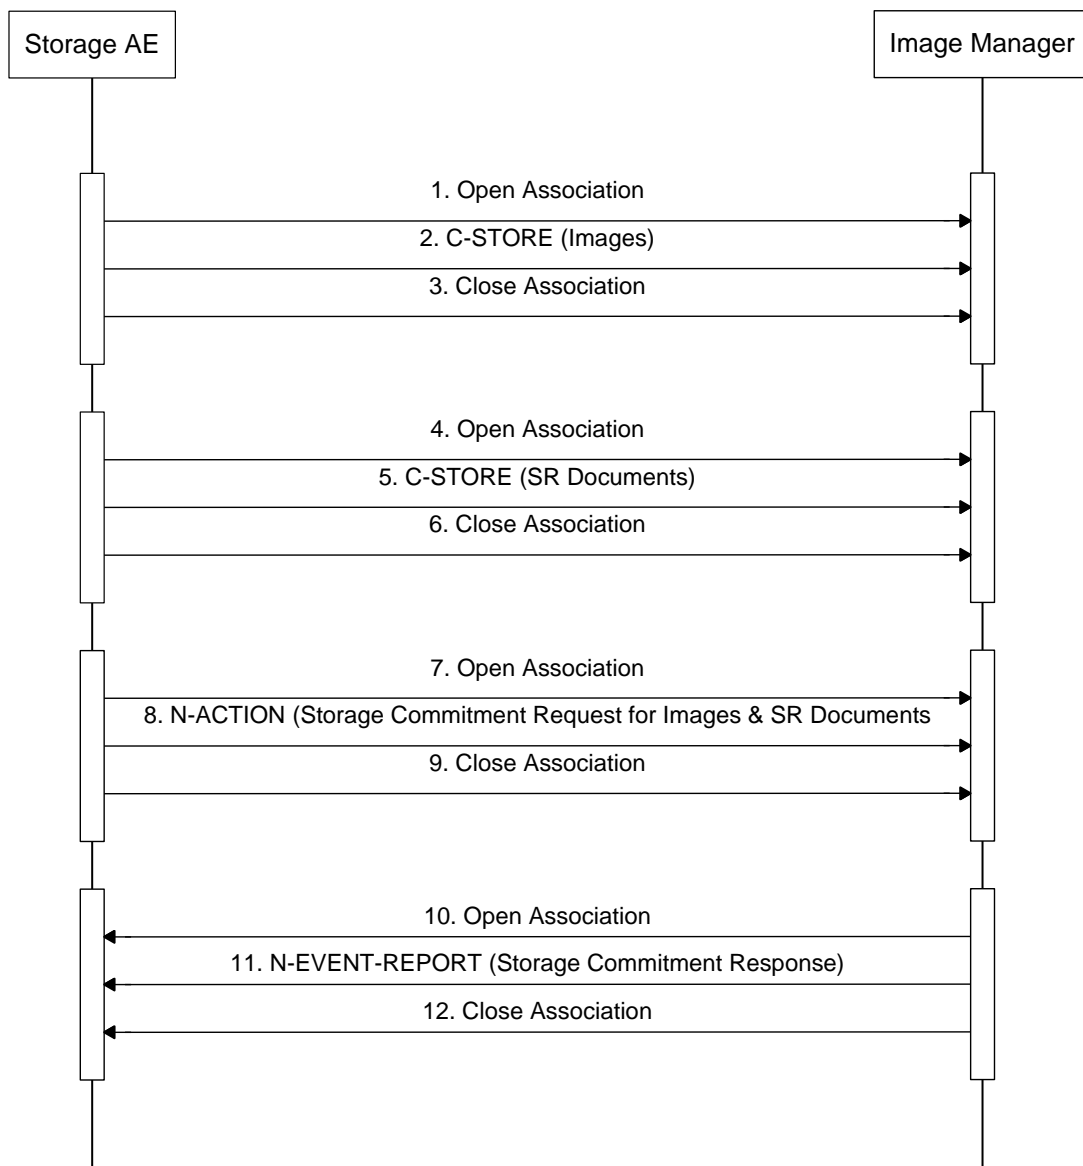 Storage AE
Image Manager
1. Open Association
2. C-STORE (Images)
3. Close Association
4. Open Association
5. C-STORE (SR Documents)
6. Close Association
7. Open Association
8. N-ACTION (Storage Commitment Request for Images & SR Documents
9. Close Association
10. Open Association
11. N-EVENT-REPORT (Storage Commitment Response)
12. Close Association